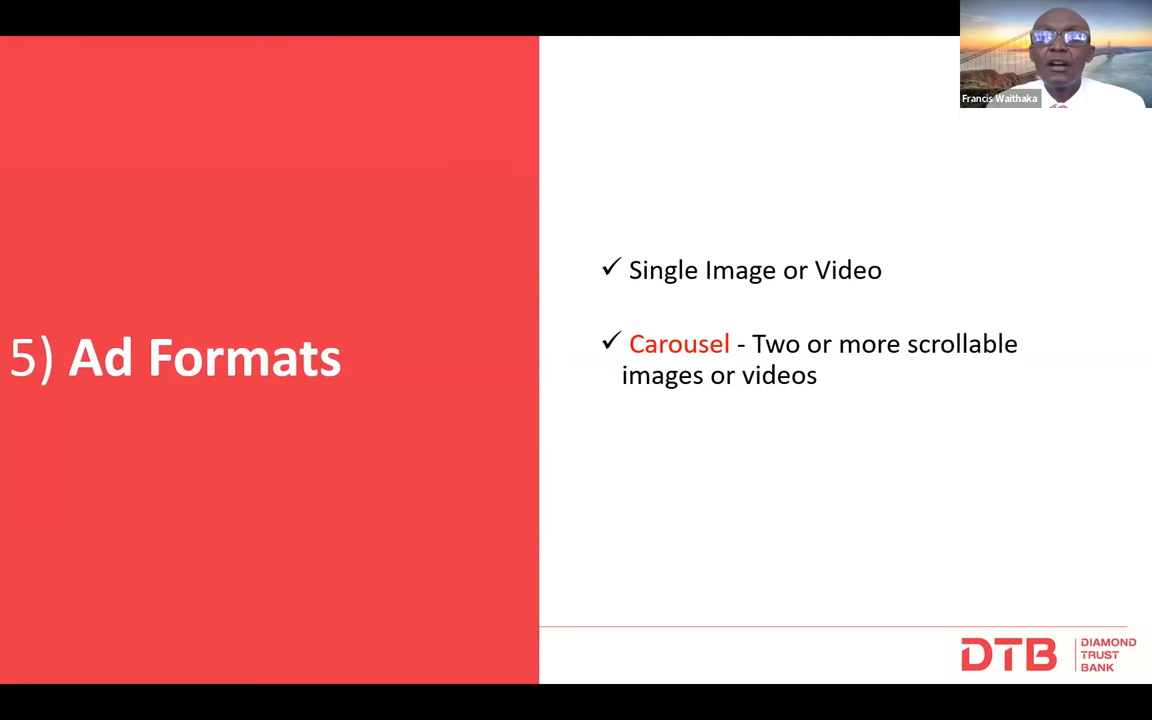 Francis Waithaka
5) Ad Formats
✓ Single Image or Video
✓ Carousel - Two or more scrollable
images or videos
DTB
DIAMOND
TRUST
BANK